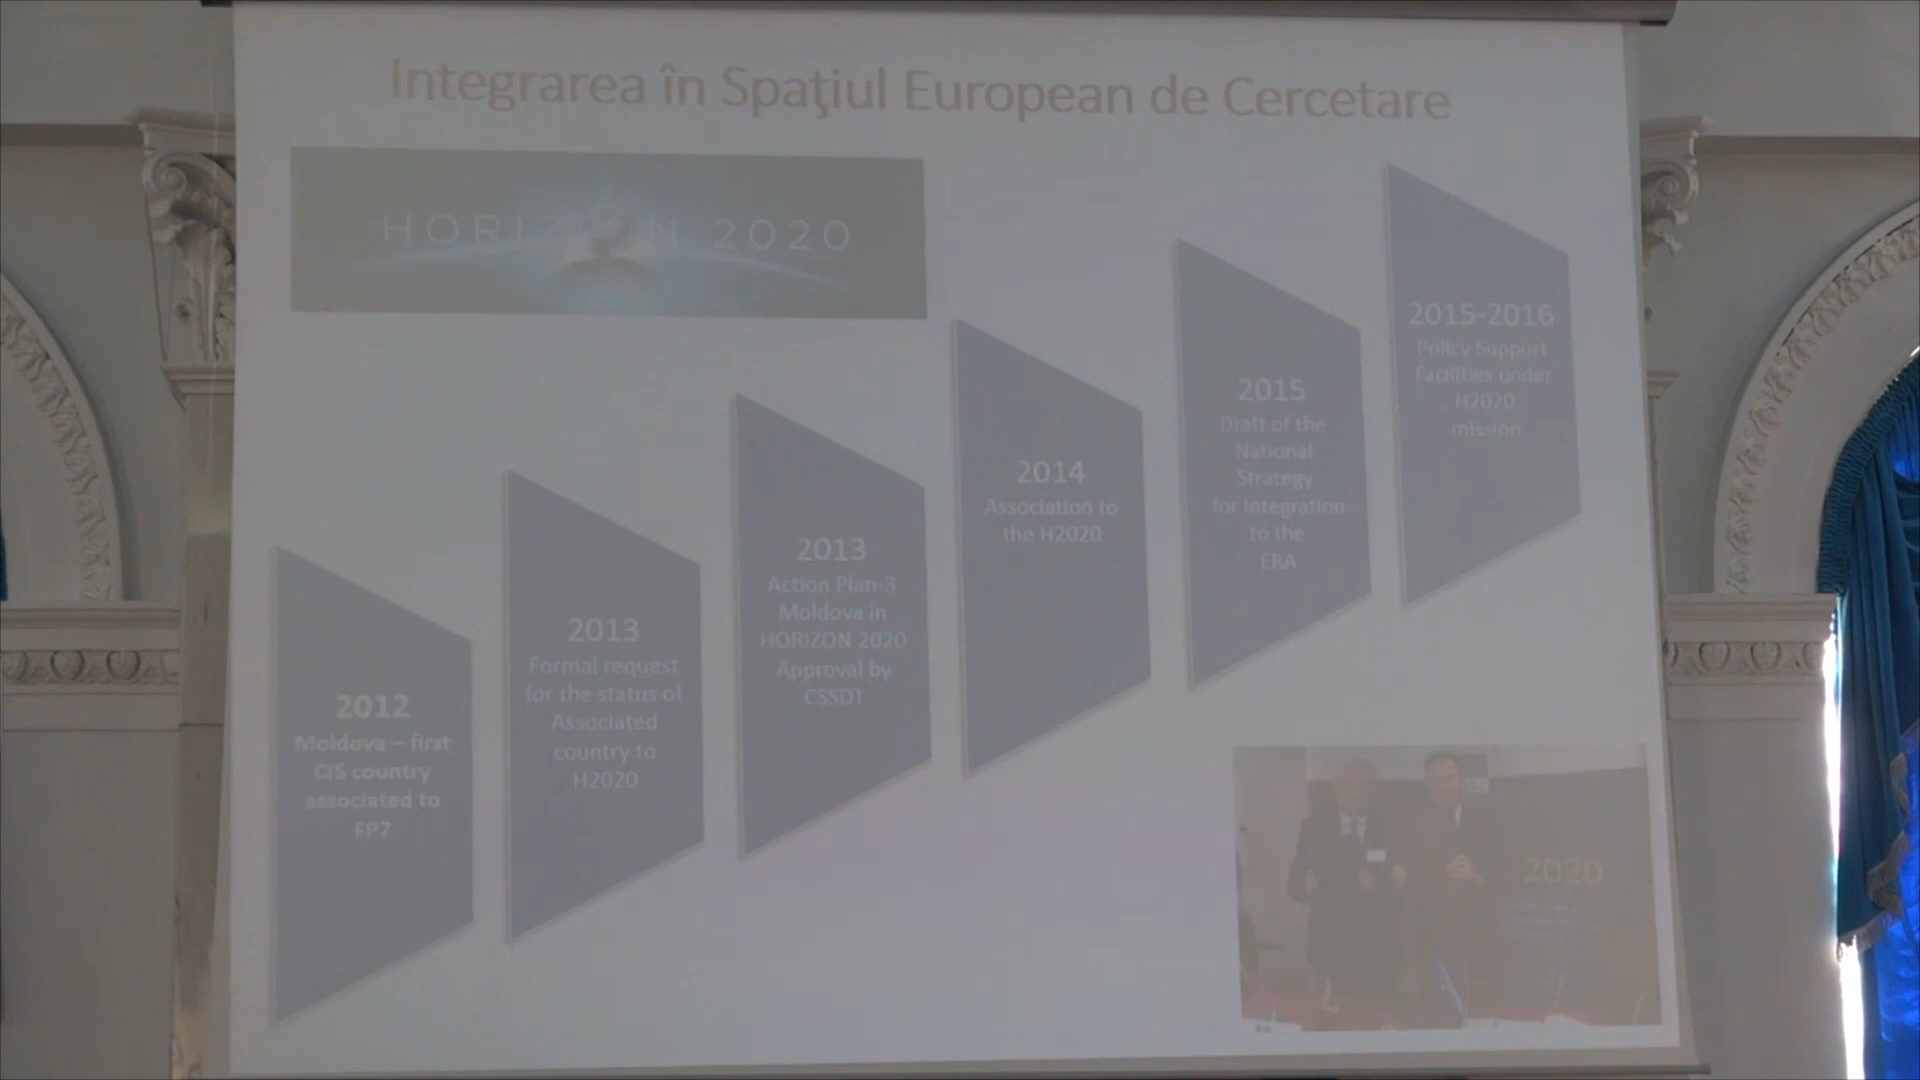 Integrarea în Spaţiul European de Cercetare
HORIZON 2020
2012
Moldova – first
CIS country
associated to
FP7
2013
Formal request
for the status of
Associated
country to
H2020
2013
Action Plan-3
Moldova in
HORIZON 2020
Approval by
CSSDT
2014
Association to
the H2020
2015
Draft of the
National
Strategy
for Integration
to the
ERA
2015-2016
Policy Support
Facilities under
H2020
mission
2020